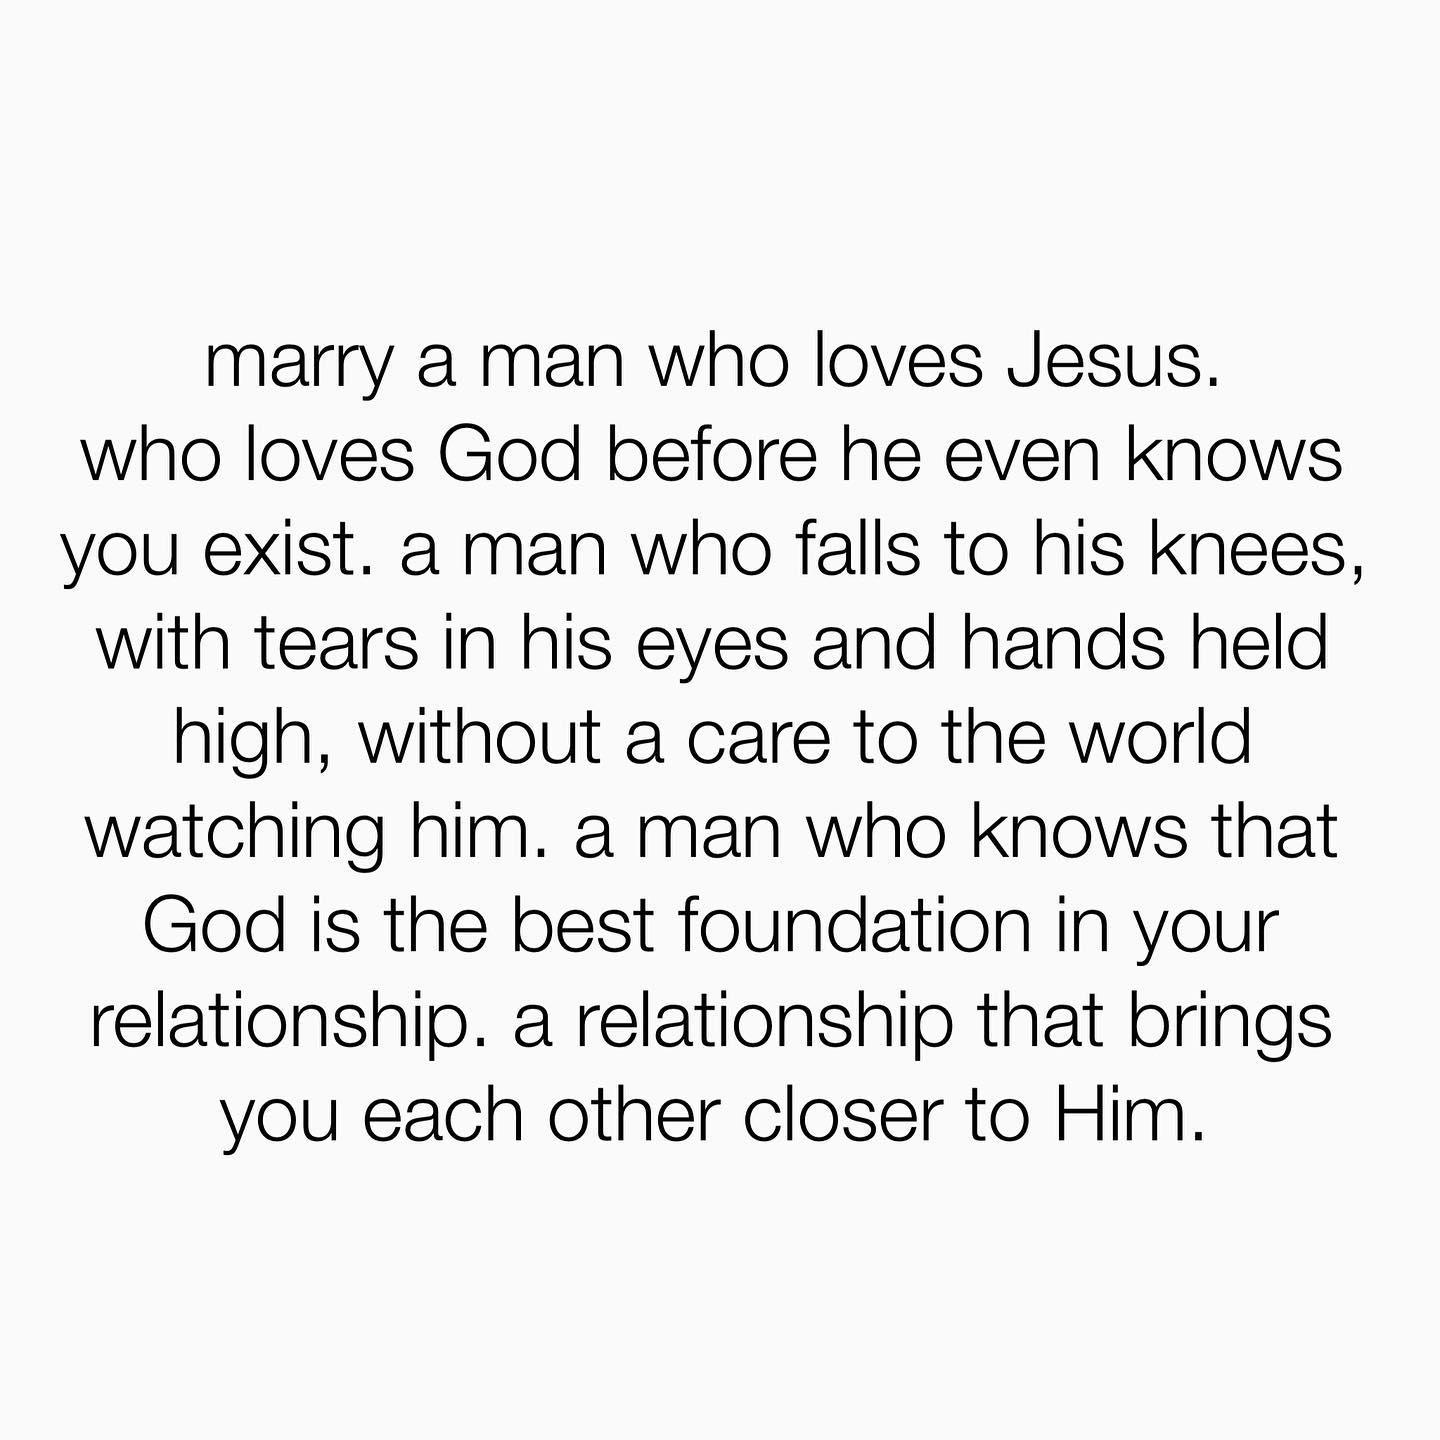 marry a man who loves Jesus.
who loves God before he even knows
you exist. a man who falls to his knees,
with tears in his eyes and hands held
high, without a care to the world
watching him. a man who knows that
God is the best foundation in your
relationship. a relationship that brings
you each other closer to Him.